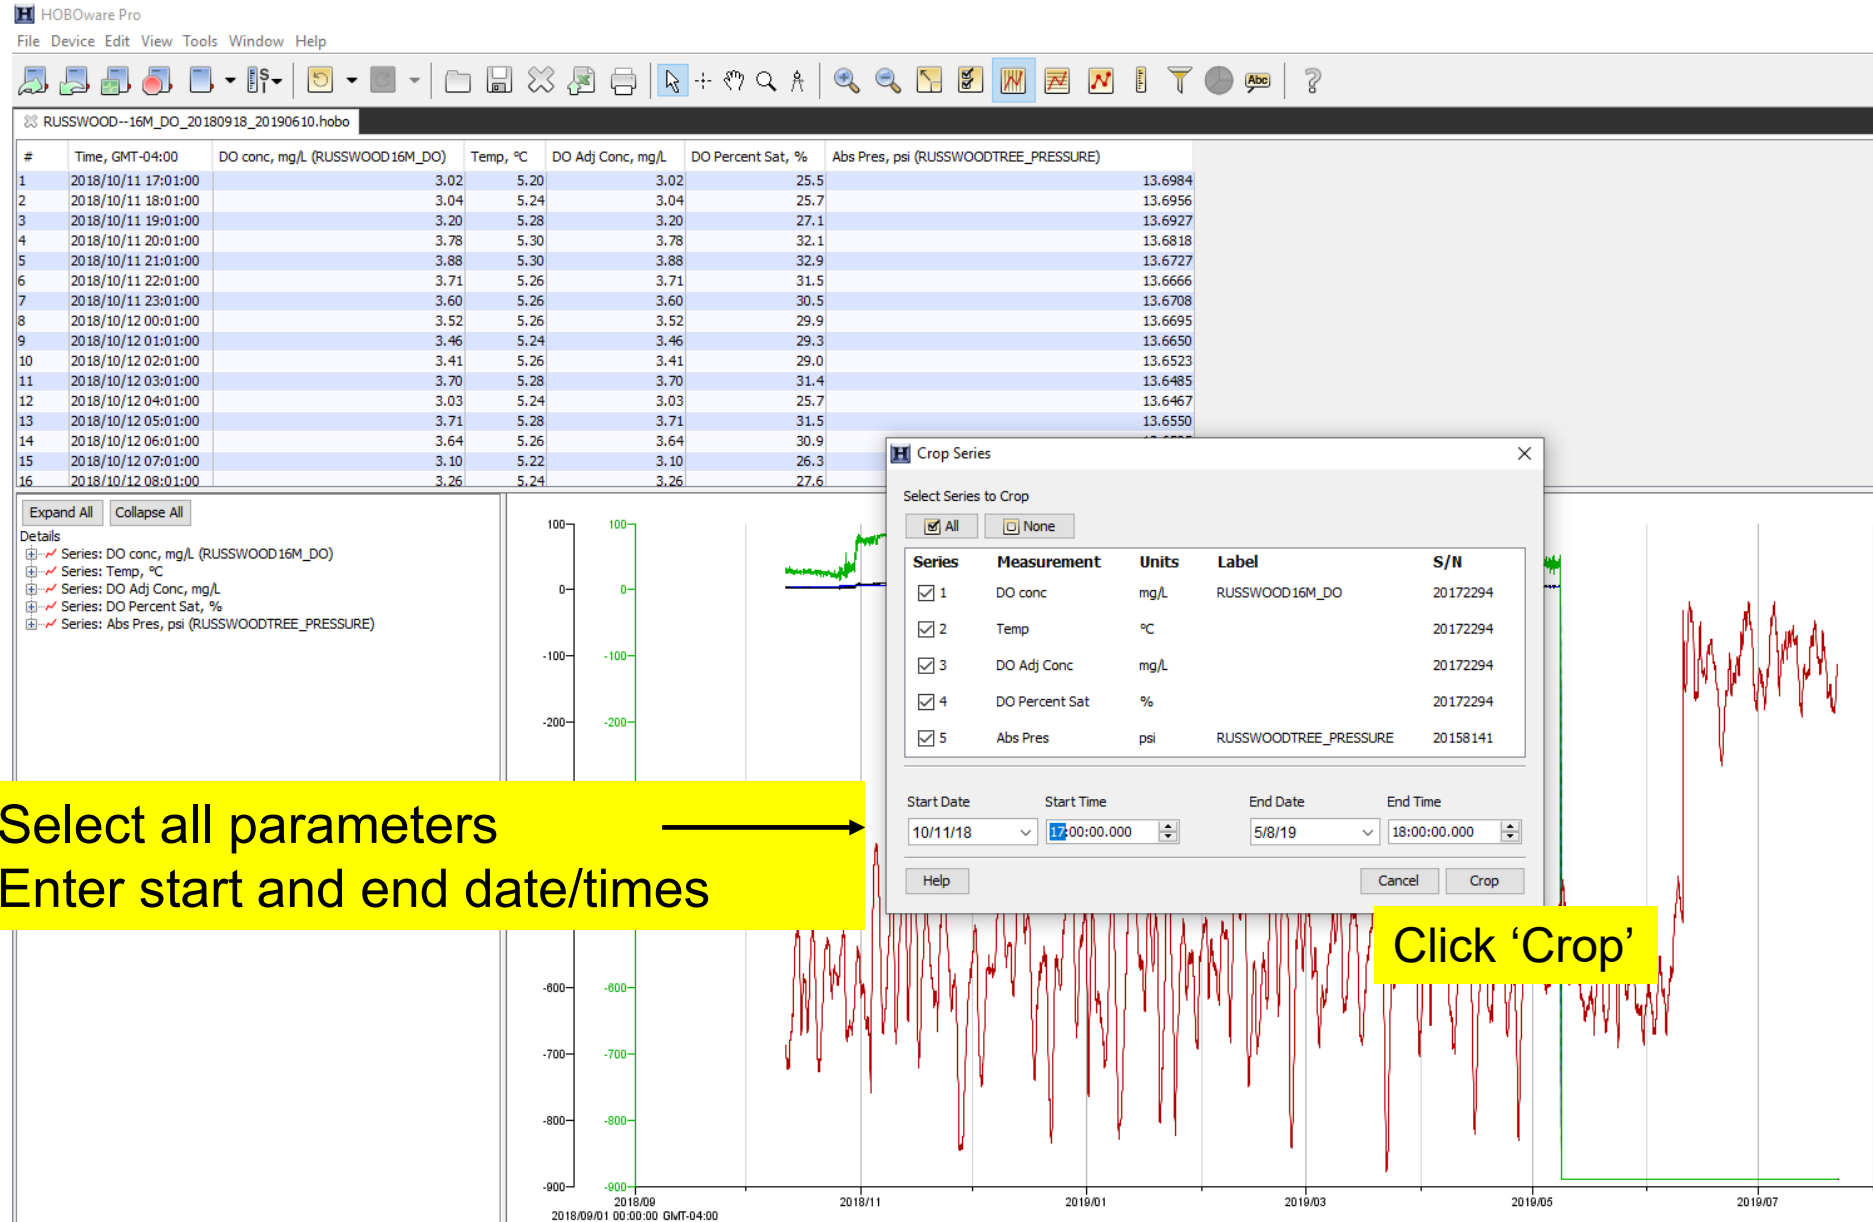 HOBOware Pro
File Device Edit View Tools Window Help
RUSSWOOD--16M_DO_20180918_20190610.hobo
# Time, GMT-04:00 DO conc, mg/L (RUSSWOOD16M_DO) Temp, °C DO Adj Conc, mg/L DO Percent Sat, % Abs Pres, psi (RUSSWOODTREE_PRESSURE)
1 2018/10/11 17:01:00 3.02 5.20 3.02 25.5 13.6984
2 2018/10/11 18:01:00 3.04 5.24 3.04 25.7 13.6956
3 2018/10/11 19:01:00 3.20 5.28 3.20 27.1 13.6927
4 2018/10/11 20:01:00 3.78 5.30 3.78 32.1 13.6818
5 2018/10/11 21:01:00 3.88 5.30 3.88 32.9 13.6727
6 2018/10/11 22:01:00 3.71 5.26 3.71 31.5 13.6666
7 2018/10/11 23:01:00 3.60 5.26 3.60 30.5 13.6708
8 2018/10/12 00:01:00 3.52 5.26 3.52 29.9 13.6695
9 2018/10/12 01:01:00 3.46 5.24 3.46 29.3 13.6650
10 2018/10/12 02:01:00 3.41 5.26 3.41 29.0 13.6523
11 2018/10/12 03:01:00 3.70 5.28 3.70 31.4 13.6485
12 2018/10/12 04:01:00 3.03 5.24 3.03 25.7 13.6467
13 2018/10/12 05:01:00 3.71 5.28 3.71 31.5 13.6550
14 2018/10/12 06:01:00 3.64 5.26 3.64 30.9
15 2018/10/12 07:01:00 3.10 5.22 3.10 26.3
16 2018/10/12 08:01:00 3.26 5.24 3.26 27.6
Expand All Collapse All
Details
Series: DO conc, mg/L (RUSSWOOD16M_DO)
Series: Temp, °C
Series: DO Adj Conc, mg/L
Series: DO Percent Sat, %
Series: Abs Pres, psi (RUSSWOODTREE_PRESSURE)
Crop Series
Select Series to Crop
All None
Series Measurement Units Label S/N
1 DO conc mg/L RUSSWOOD16M_DO 20172294
2 Temp °C 20172294
3 DO Adj Conc mg/L 20172294
4 DO Percent Sat % 20172294
5 Abs Pres psi RUSSWOODTREE_PRESSURE 20158141
Start Date Start Time End Date End Time
10/11/18 17:00:00.000 5/8/19 18:00:00.000
Help Cancel Crop
Select all parameters
Enter start and end date/times
Click ‘Crop’
100 100
0 0
-100 -100
-200 -200
-600 -600
-700 -700
-800 -800
-900 -900
2018/09 2018/11 2019/01 2019/03 2019/05 2019/07
2018/09/01 00:00:00 GMT-04:00